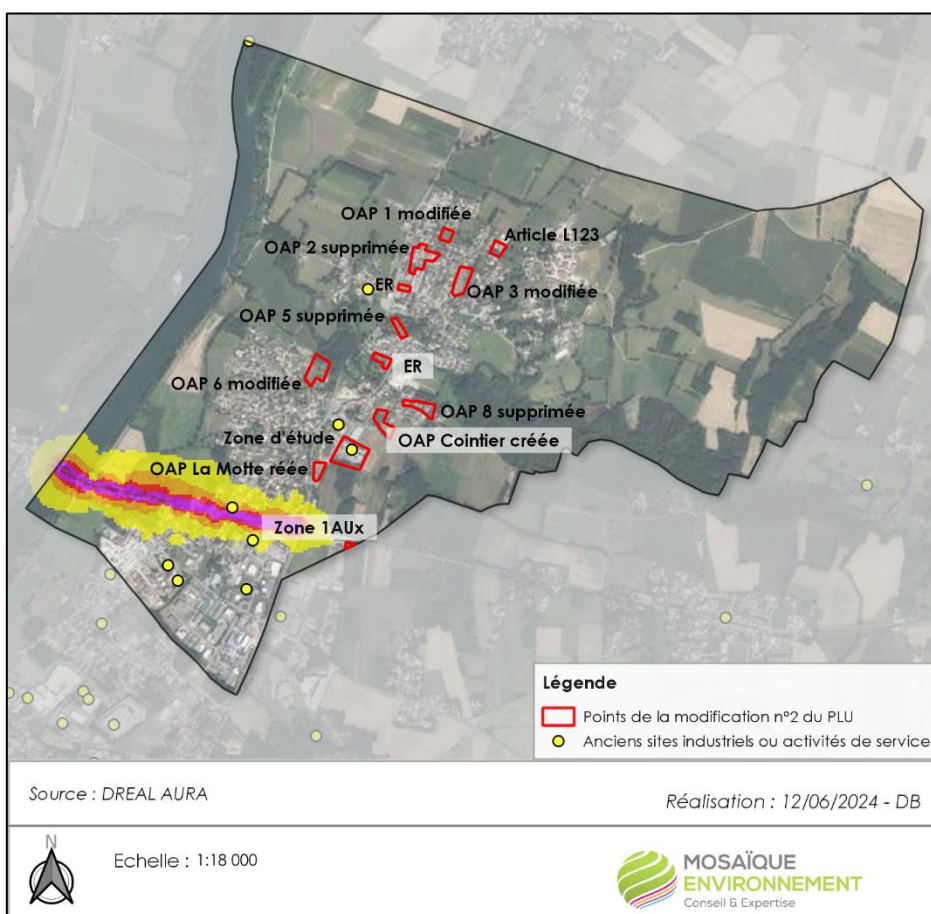 OAP 1 modifiée
Article L123
OAP 2 supprimée
ER
OAP 3 modifiée
OAP 5 supprimée
ER
OAP 6 modifiée
OAP 8 supprimée
Zone d'étude
OAP Cointier créée
OAP La Motte réée
Zone 1AUx
Légende
Points de la modification n°2 du PLU
Anciens sites industriels ou activités de service
Source : DREAL AURA
Réalisation : 12/06/2024 - DB
N
Echelle : 1:18 000
MOSAÏQUE
ENVIRONNEMENT
Conseil & Expertise